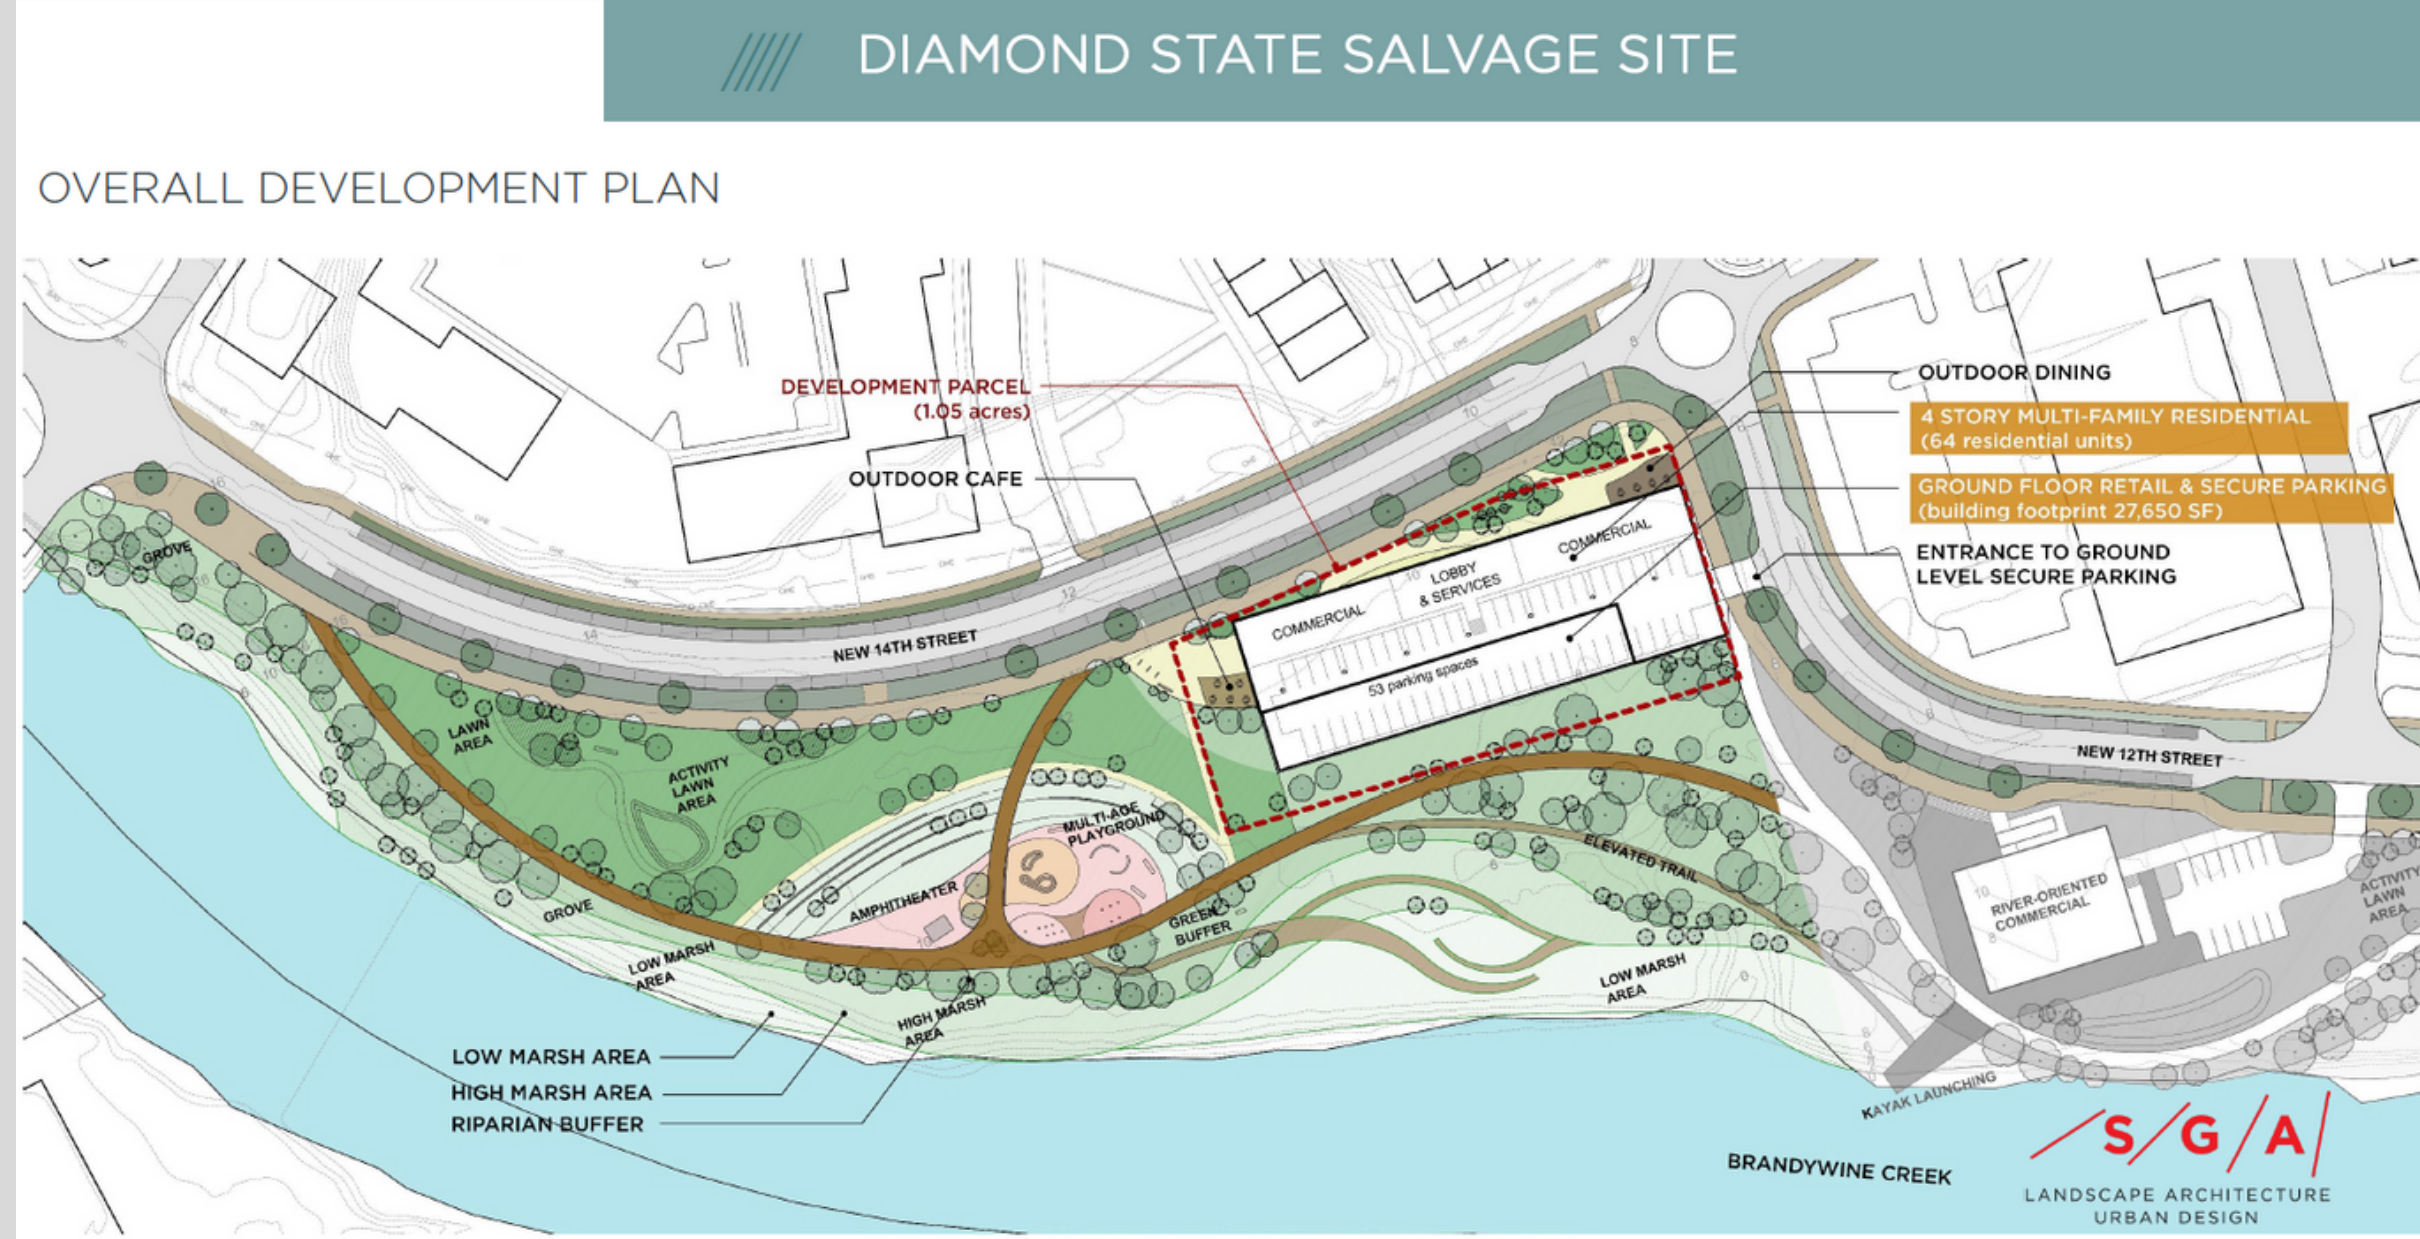 DIAMOND STATE SALVAGE SITE
OVERALL DEVELOPMENT PLAN
DEVELOPMENT PARCEL
(1.05 acres)
OUTDOOR CAFE
OUTDOOR DINING
4 STORY MULTI-FAMILY RESIDENTIAL
(64 residential units)
GROUND FLOOR RETAIL & SECURE PARKING
(building footprint 27,650 SF)
ENTRANCE TO GROUND
LEVEL SECURE PARKING
GROVE
NEW 14TH STREET
COMMERCIAL
LOBBY
& SERVICES
COMMERCIAL
53 parking spaces
LAWN
AREA
ACTIVITY
LAWN
AREA
MULTI-AGE
PLAYGROUND
AMPHITHEATER
GROVE
GREEN
BUFFER
ELEVATED TRAIL
NEW 12TH STREET
RIVER-ORIENTED
COMMERCIAL
ACTIVITY
LAWN
AREA
LOW MARSH
AREA
HIGH MARSH
AREA
LOW MARSH
AREA
LOW MARSH AREA
HIGH MARSH AREA
RIPARIAN BUFFER
KAYAK LAUNCHING
BRANDYWINE CREEK
S G A
LANDSCAPE ARCHITECTURE
URBAN DESIGN